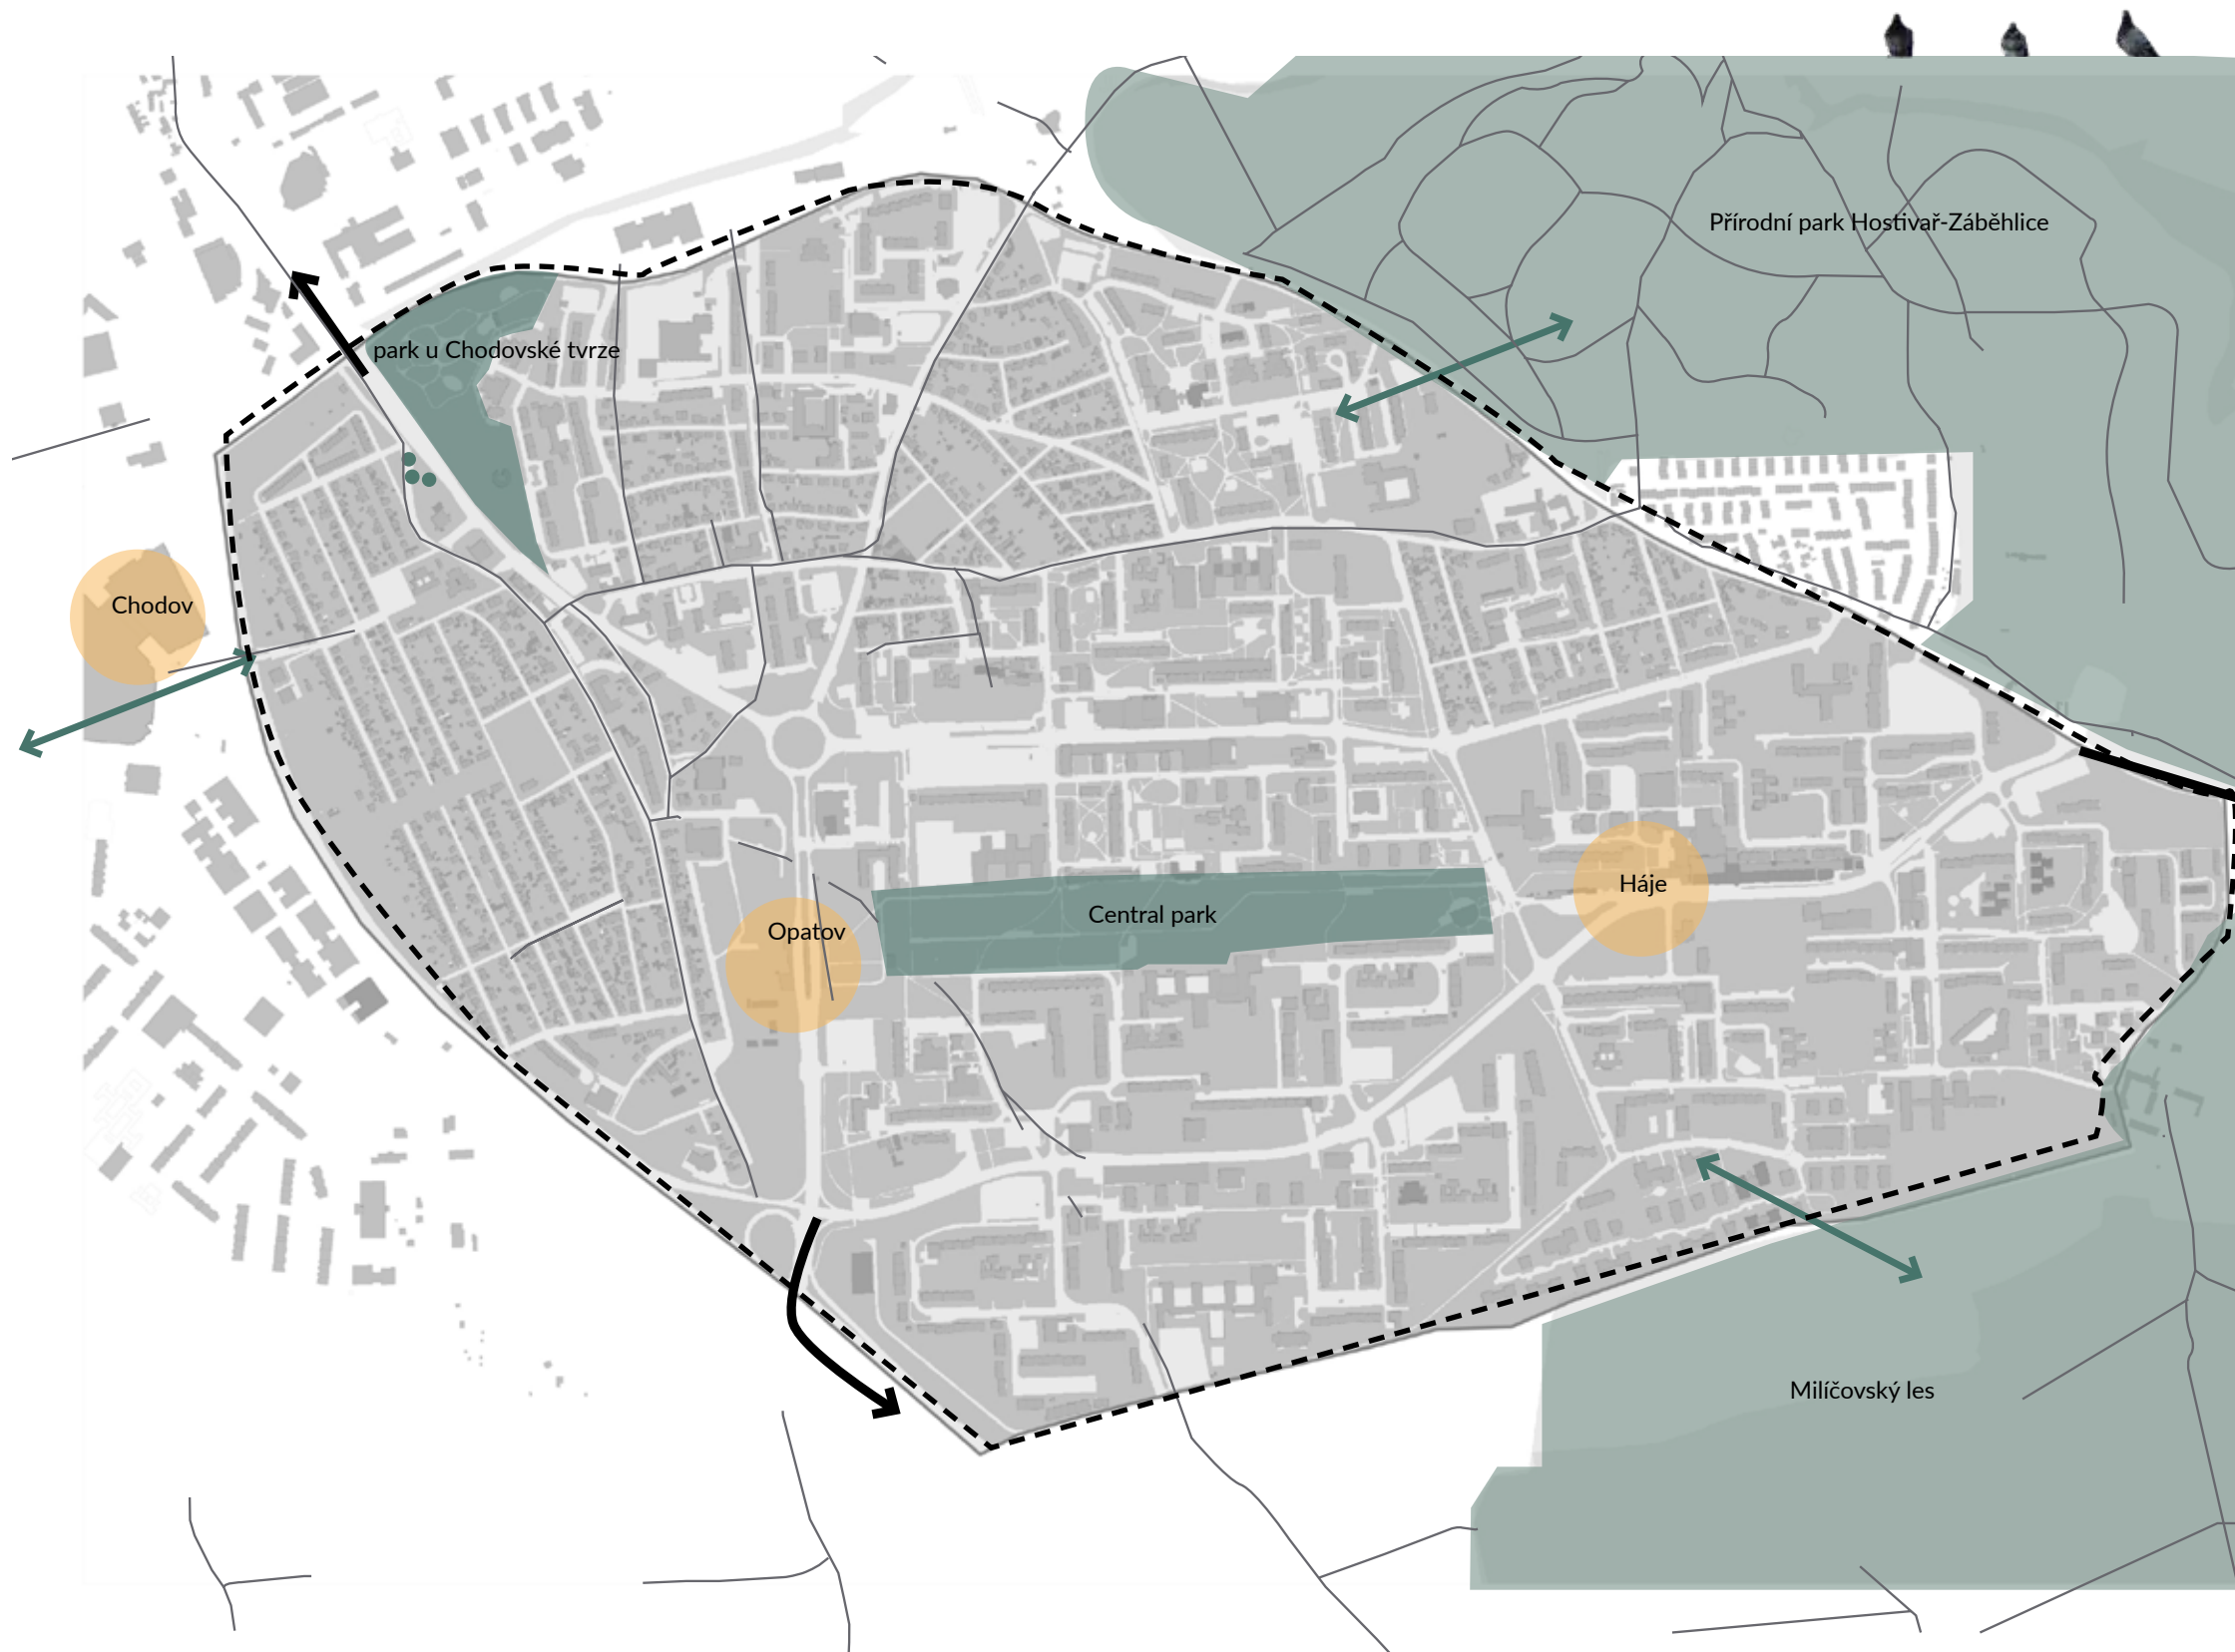 Přírodní park Hostivař-Záběhlice
park u Chodovské tvrze
Chodov
Háje
Central park
Opatov
Milíčovský les